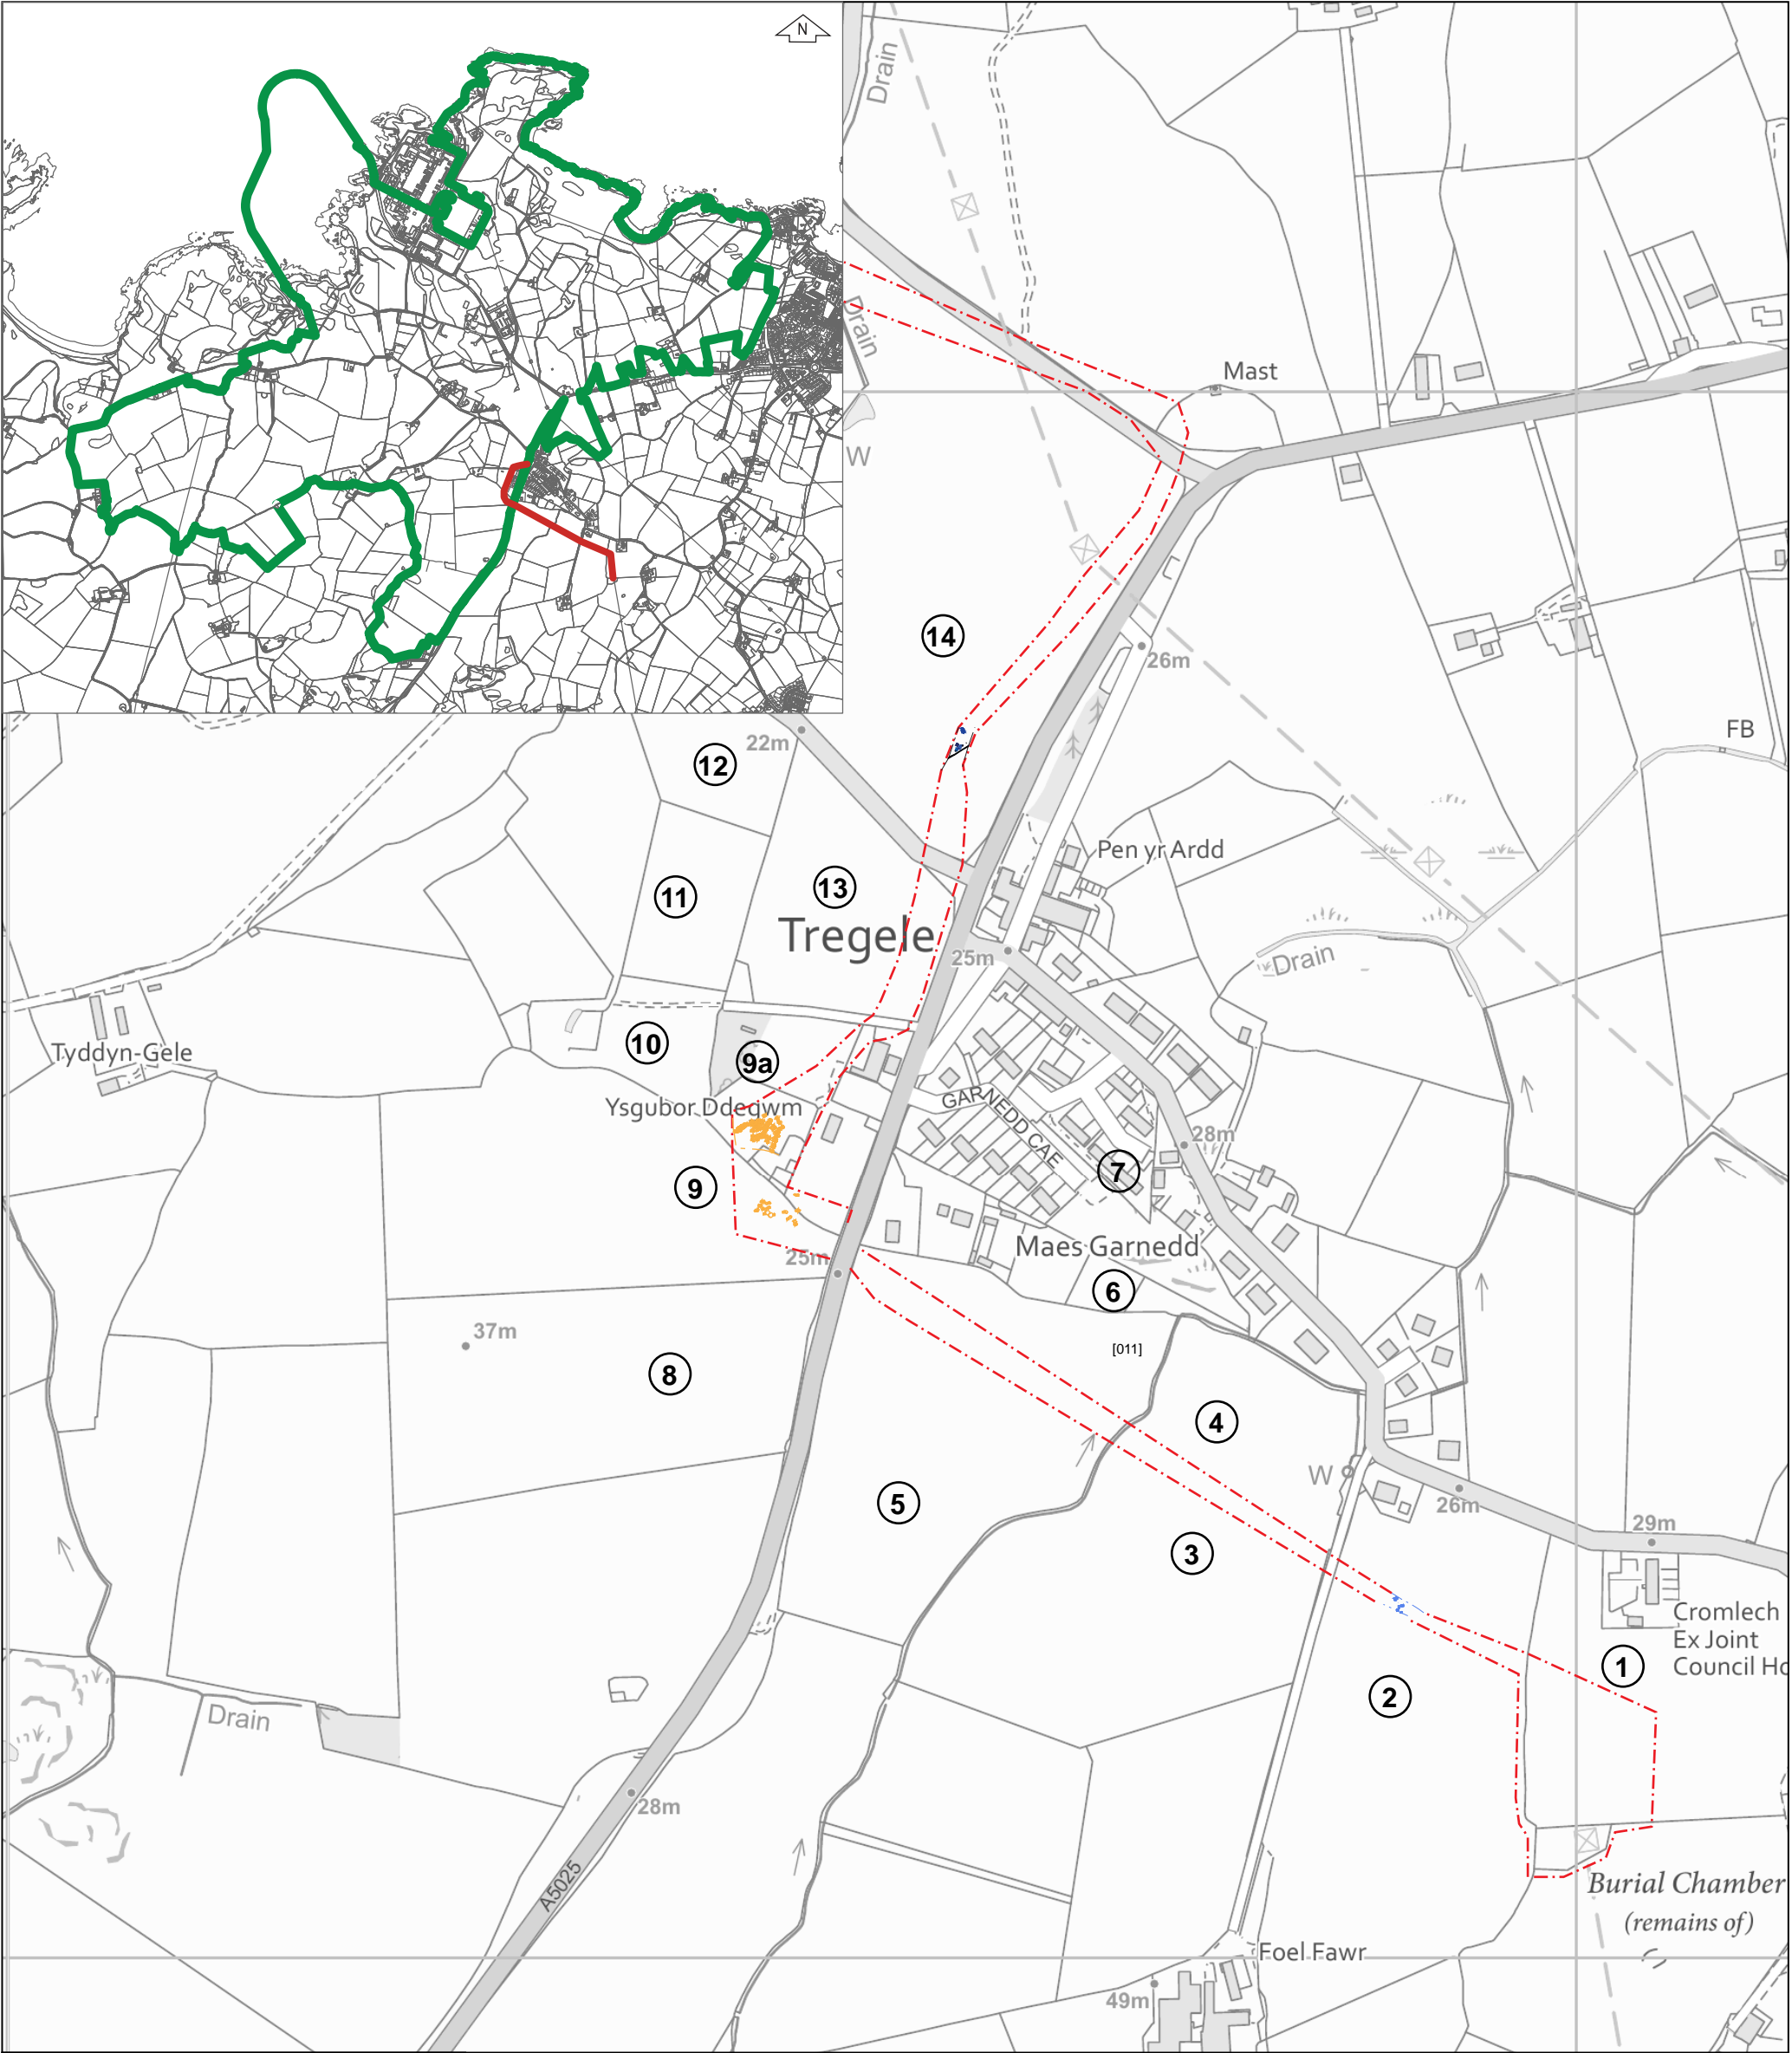 N
Drain
Drain
Mast
W
14
26m
FB
22m
12
Pen yr Ardd
11
13
Tregele
25m
Drain
10
9a
Tyddyn-Gele
GARNEDD CAE
Ysgubor Ddegwm
28m
7
9
Maes Garnedd
25m
6
37m
[011]
8
4
W
5
26m
29m
3
Cromlech
Ex Joint
Council Ho
1
2
Drain
28m
A5025
Burial Chamber
(remains of)
Foel Fawr
49m